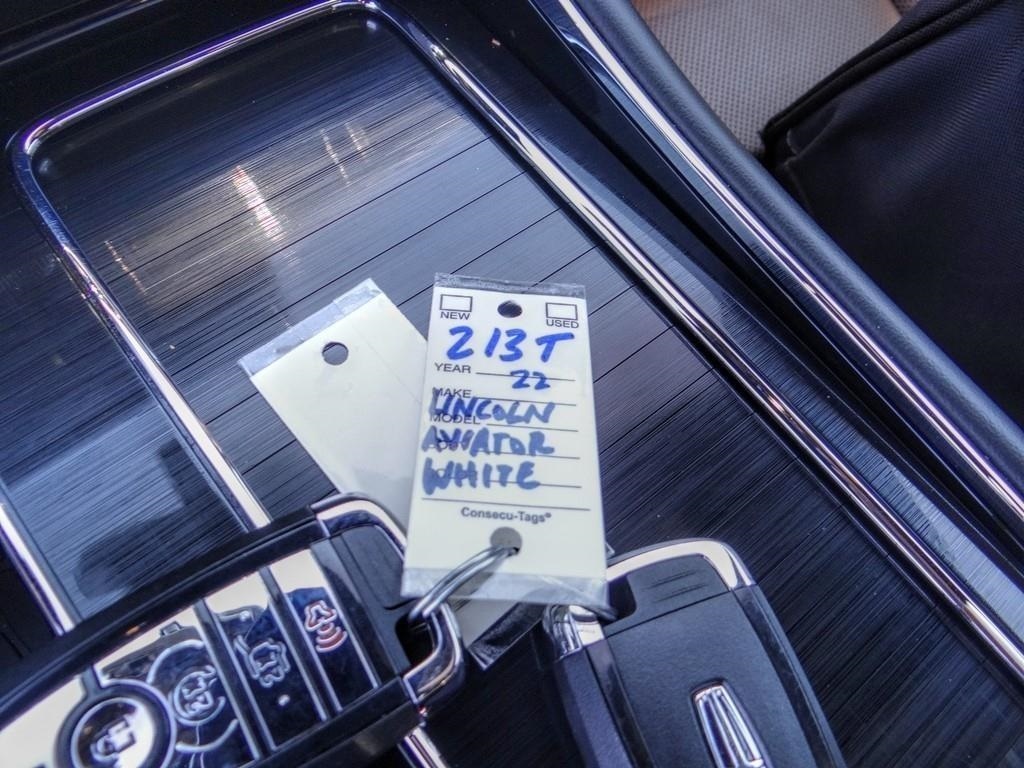 NEW USED
213T
YEAR 22
MAKE
LINCOLN
MODEL
AVIATOR
WHITE
Consecu-Tags®